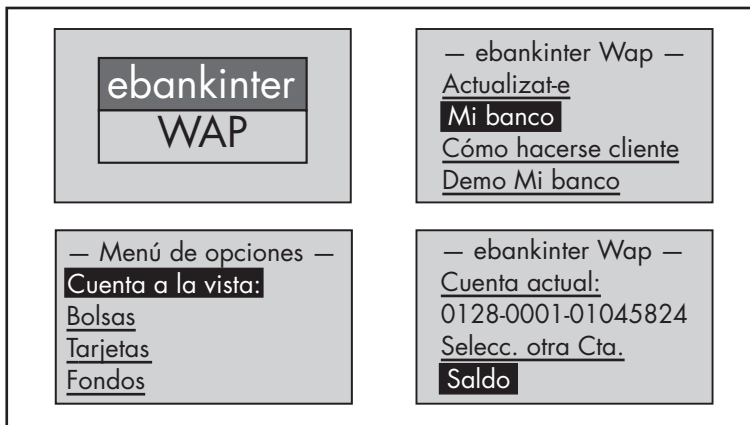 ebankinter
WAP
— ebankinter Wap —
Actualizat-e
Mi banco
Cómo hacerse cliente
Demo Mi banco
— Menú de opciones —
Cuenta a la vista:
Bolsas
Tarjetas
Fondos
— ebankinter Wap —
Cuenta actual:
0128-0001-01045824
Selecc. otra Cta.
Saldo